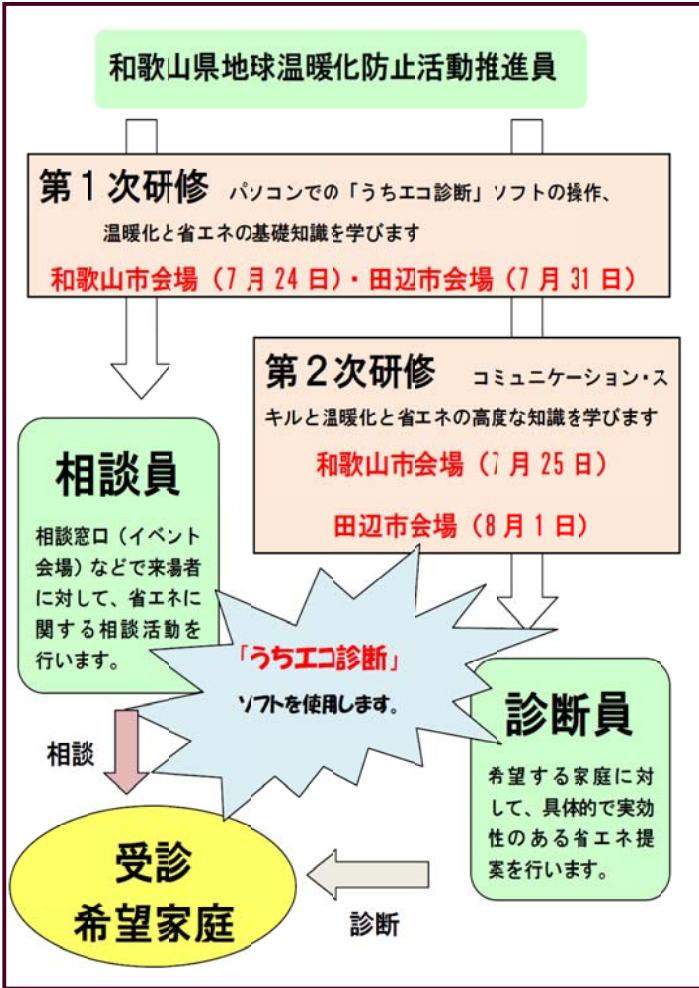 和歌山県地球温暖化防止活動推進員
第1次研修 パソコンでの「うちエコ診断」ソフトの操作、
温暖化と省エネの基礎知識を学びます
和歌山市会場（7月24日）・田辺市会場（7月31日）
第2次研修 コミュニケーション・ス
キルと温暖化と省エネの高度な知識を学びます
和歌山市会場（7月25日）
田辺市会場（8月1日）
相談員
相談窓口（イベント
会場）などで来場者
に対して、省エネに
関する相談活動を
行います。
「うちエコ診断」
ソフトを使用します。
診断員
希望する家庭に対
して、具体的で実効
性のある省エネ提
案を行います。
相談
受診
希望家庭
診断